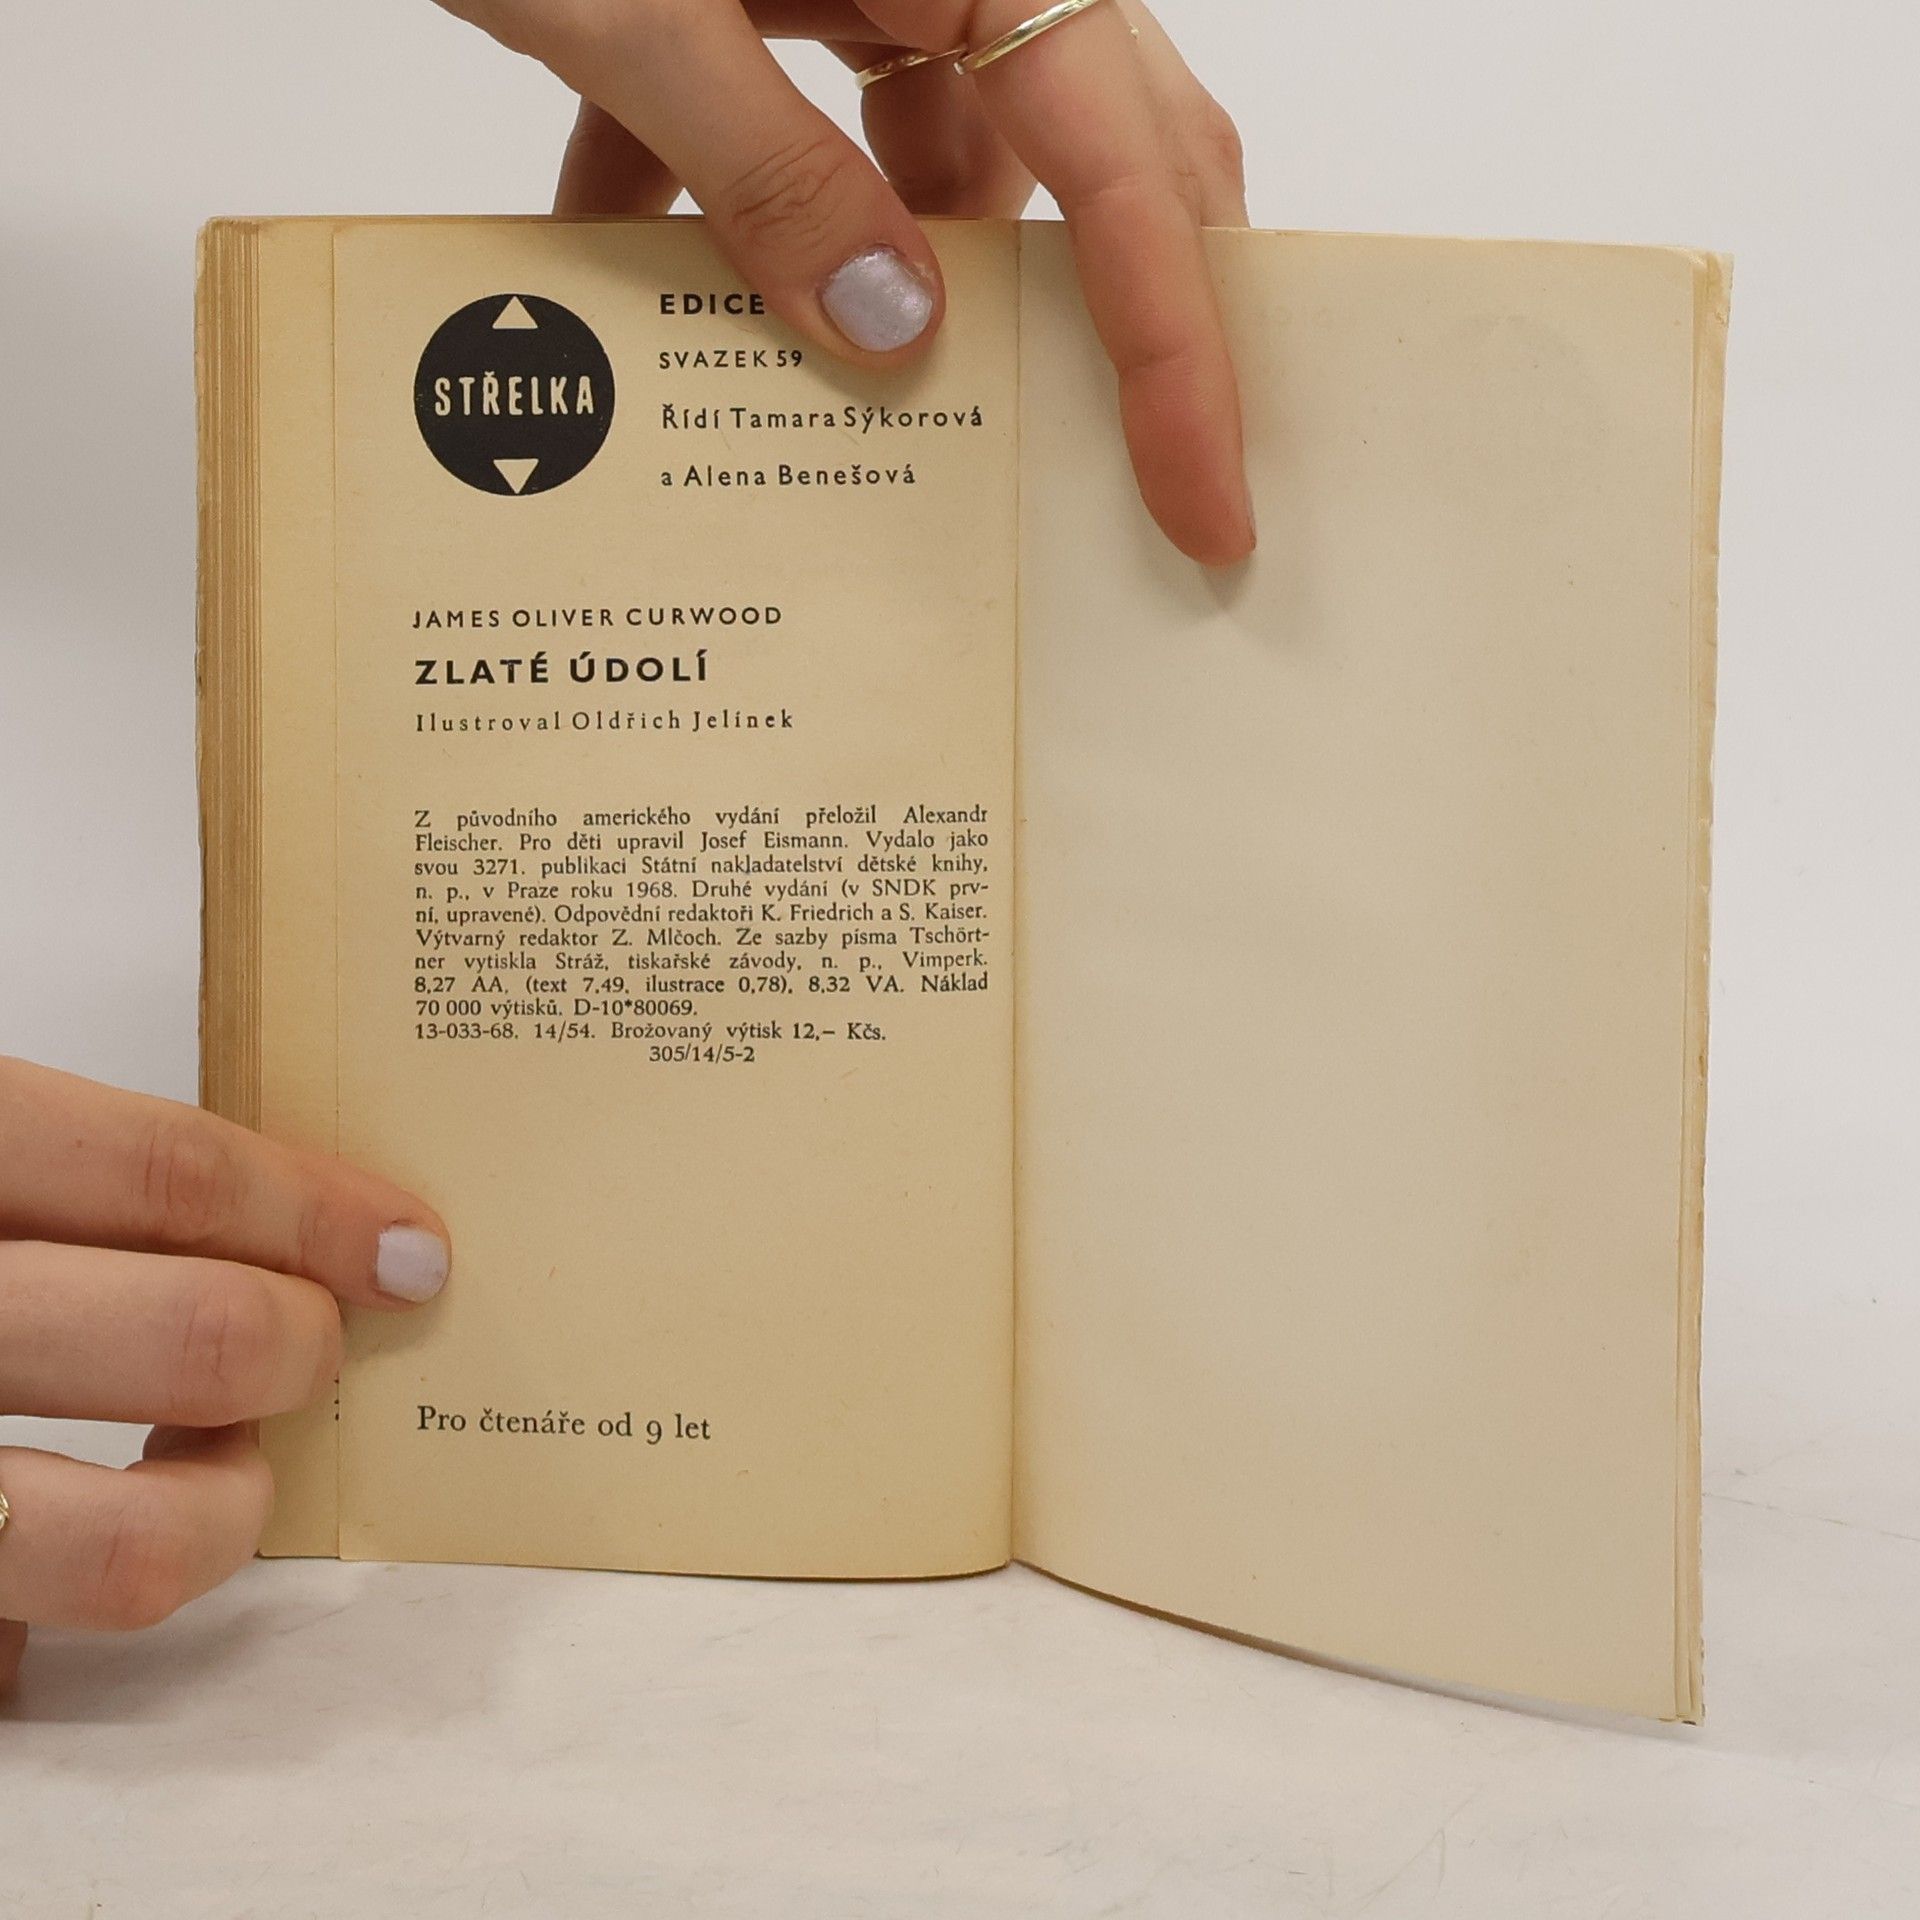 STŘELKA
EDICE
SVAZEK 59
Řídí Tamara Sýkorová
a Alena Benešová
JAMES OLIVER CURWOOD
ZLATÉ ÚDOLÍ
Ilustroval Oldřich Jelínek
Z původního amerického vydání přeložil Alexandr
Fleischer. Pro děti upravil Josef Eismann. Vydalo jako
svou 3271. publikaci Státní nakladatelství dětské knihy,
n. p., v Praze roku 1968. Druhé vydání (v SNDK prv-
ní, upravené). Odpovědní redaktoři K. Friedrich a S. Kaiser.
Výtvarný redaktor Z. Mlčoch. Ze sazby písma Tschört-
ner vytiskla Stráž, tiskařské závody, n. p., Vimperk.
8,27 AA, (text 7,49, ilustrace 0,78), 8,32 VA. Náklad
70 000 výtisků. D-10*80069.
13-033-68. 14/54. Brožovaný výtisk 12,– Kčs.
305/14/5-2
Pro čtenáře od 9 let